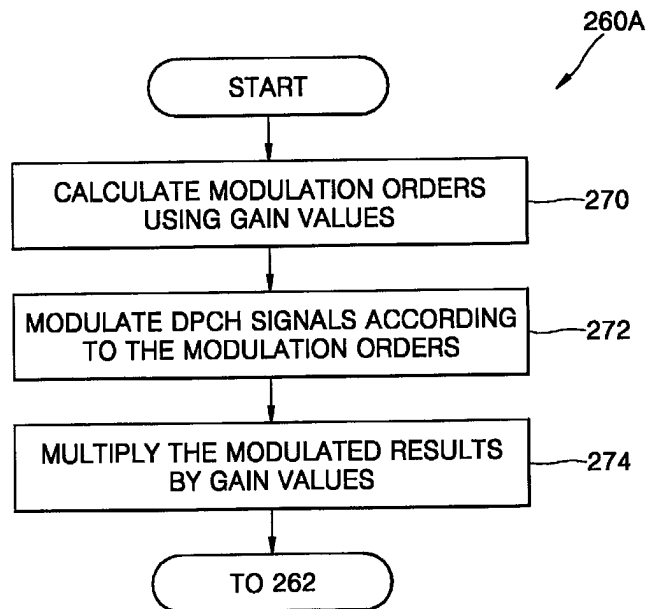 260A
START
CALCULATE MODULATION ORDERS
USING GAIN VALUES
270
MODULATE DPCH SIGNALS ACCORDING
TO THE MODULATION ORDERS
272
MULTIPLY THE MODULATED RESULTS
BY GAIN VALUES
274
TO 262